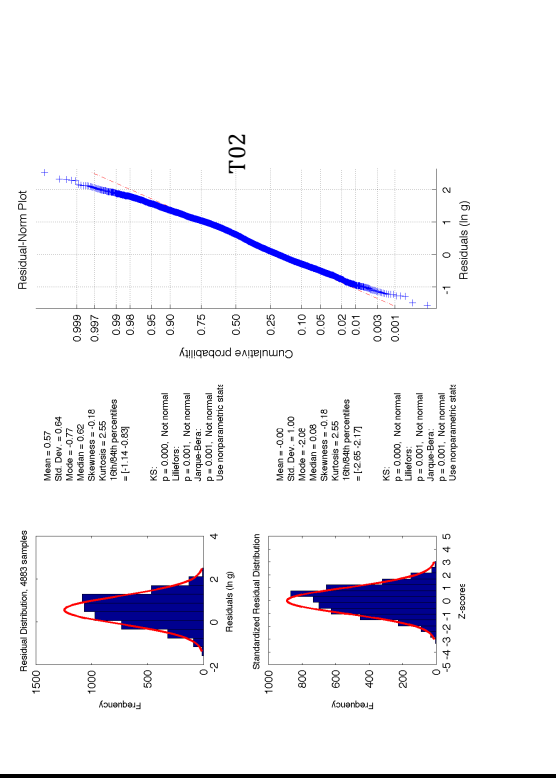 Residual Distribution, 4883 samples
1500
1000
500
0
-2
0
2
4
Frequency
Residuals (ln g)
Mean = 0.57
Std. Dev. = 0.64
Mode = -0.77
Median = 0.62
Skewness = -0.18
Kurtosis = 2.55
16th/84th percentiles
= [-1.14 -0.83]
KS:
p = 0.000, Not normal
Lilliefors:
p = 0.001, Not normal
Jarque-Bera:
p = 0.001, Not normal
Use nonparametric stats
Residual-Norm Plot
0.999
0.997
0.99
0.98
0.95
0.90
0.75
0.50
0.25
0.10
0.05
0.02
0.01
0.003
0.001
-1
0
1
2
Cumulative probability
Residuals (ln g)
Standardized Residual Distribution
1000
800
600
400
200
0
-5
-4
-3
-2
-1
0
1
2
3
4
5
Frequency
Z-scores
Mean = -0.00
Std. Dev. = 1.00
Mode = -2.08
Median = 0.08
Skewness = -0.18
Kurtosis = 2.55
16th/84th percentiles
= [-2.65 -2.17]
KS:
p = 0.000, Not normal
Lilliefors:
p = 0.001, Not normal
Jarque-Bera:
p = 0.001, Not normal
Use nonparametric stats
T02